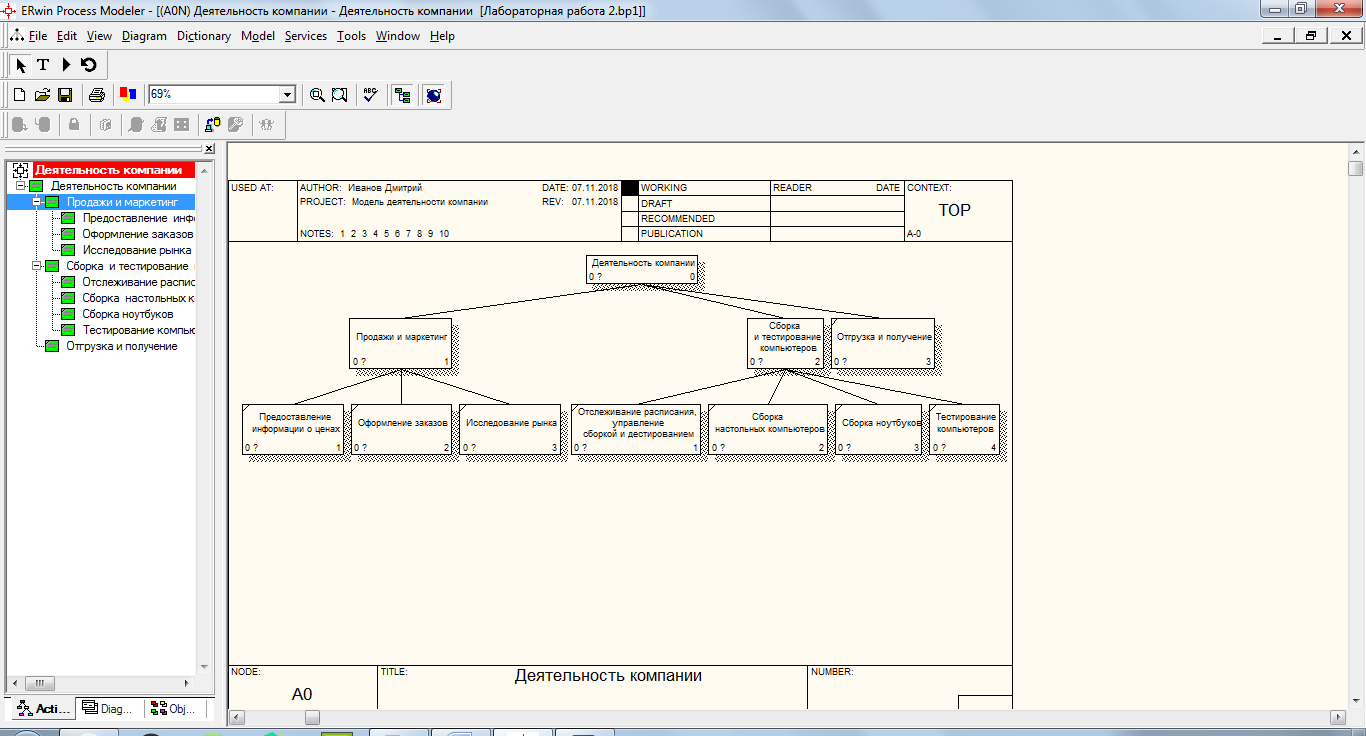 ERwin Process Modeler - [(A0N) Деятельность компании - Деятельность компании  [Лабораторная работа 2.bp1]]
File Edit View Diagram Dictionary Model Services Tools Window Help
T
69%
ABC
Деятельность компании
Деятельность компании
Продажи и маркетинг
Предоставление инфо
Оформление заказов
Исследование рынка
Сборка и тестирование
Отслеживание распис
Сборка настольных к
Сборка ноутбуков
Тестирование компью
Отгрузка и получение
Acti... Diag... Obj...
USED AT:
AUTHOR: Иванов Дмитрий
DATE: 07.11.2018
PROJECT: Модель деятельности компании
REV: 07.11.2018
NOTES: 1 2 3 4 5 6 7 8 9 10
WORKING
DRAFT
RECOMMENDED
PUBLICATION
READER DATE
CONTEXT:
TOP
A-0
Деятельность компании
0 ? 0
Продажи и маркетинг
0 ? 1
Сборка
и тестирование
компьютеров
0 ? 2
Отгрузка и получение
0 ? 3
Предоставление
информации о ценах
0 ? 1
Оформление заказов
0 ? 2
Исследование рынка
0 ? 3
Отслеживание расписания,
управление
сборкой и дестированием
0 ? 1
Сборка
настольных компьютеров
0 ? 2
Сборка ноутбуков
0 ? 3
Тестирование
компьютеров
0 ? 4
NODE:
A0
TITLE:
Деятельность компании
NUMBER: